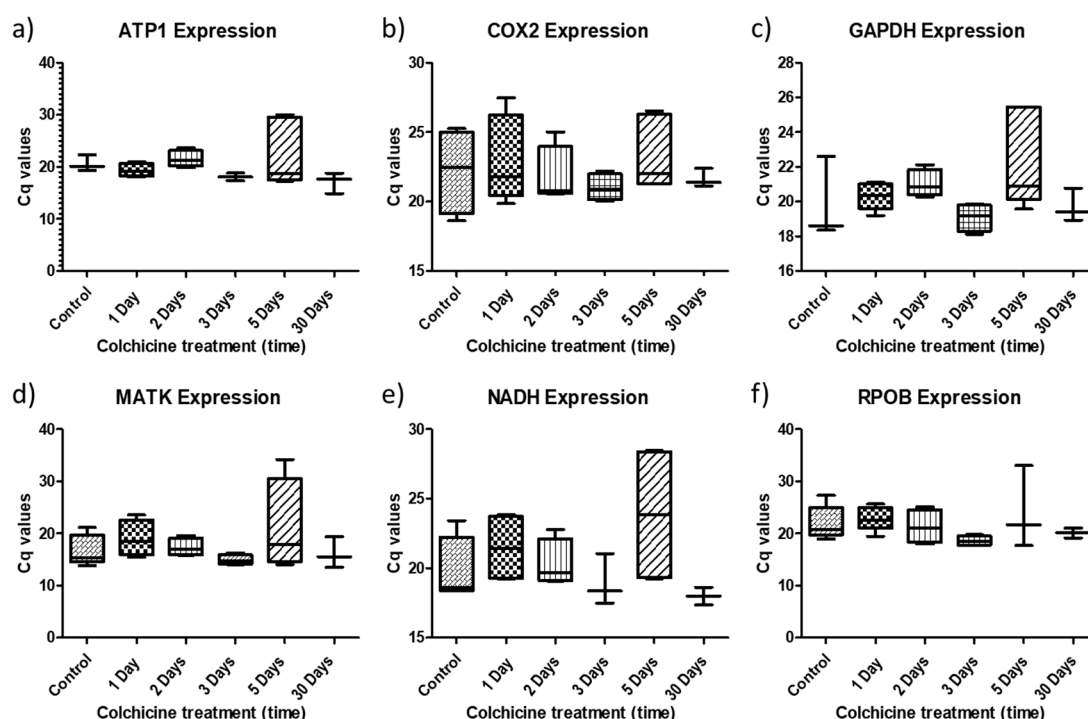 a) ATP1 Expression
Cq values
40
30
20
10
0
Control 1 Day 2 Days 3 Days 5 Days 30 Days
Colchicine treatment (time)
b) COX2 Expression
Cq values
30
25
20
15
Control 1 Day 2 Days 3 Days 5 Days 30 Days
Colchicine treatment (time)
c) GAPDH Expression
Cq values
28
26
24
22
20
18
16
Control 1 Day 2 Days 3 Days 5 Days 30 Days
Colchicine treatment (time)
d) MATK Expression
Cq values
40
30
20
10
0
Control 1 Day 2 Days 3 Days 5 Days 30 Days
Colchicine treatment (time)
e) NADH Expression
Cq values
30
25
20
15
Control 1 Day 2 Days 3 Days 5 Days 30 Days
Colchicine treatment (time)
f) RPOB Expression
Cq values
40
30
20
10
0
Control 1 Day 2 Days 3 Days 5 Days 30 Days
Colchicine treatment (time)